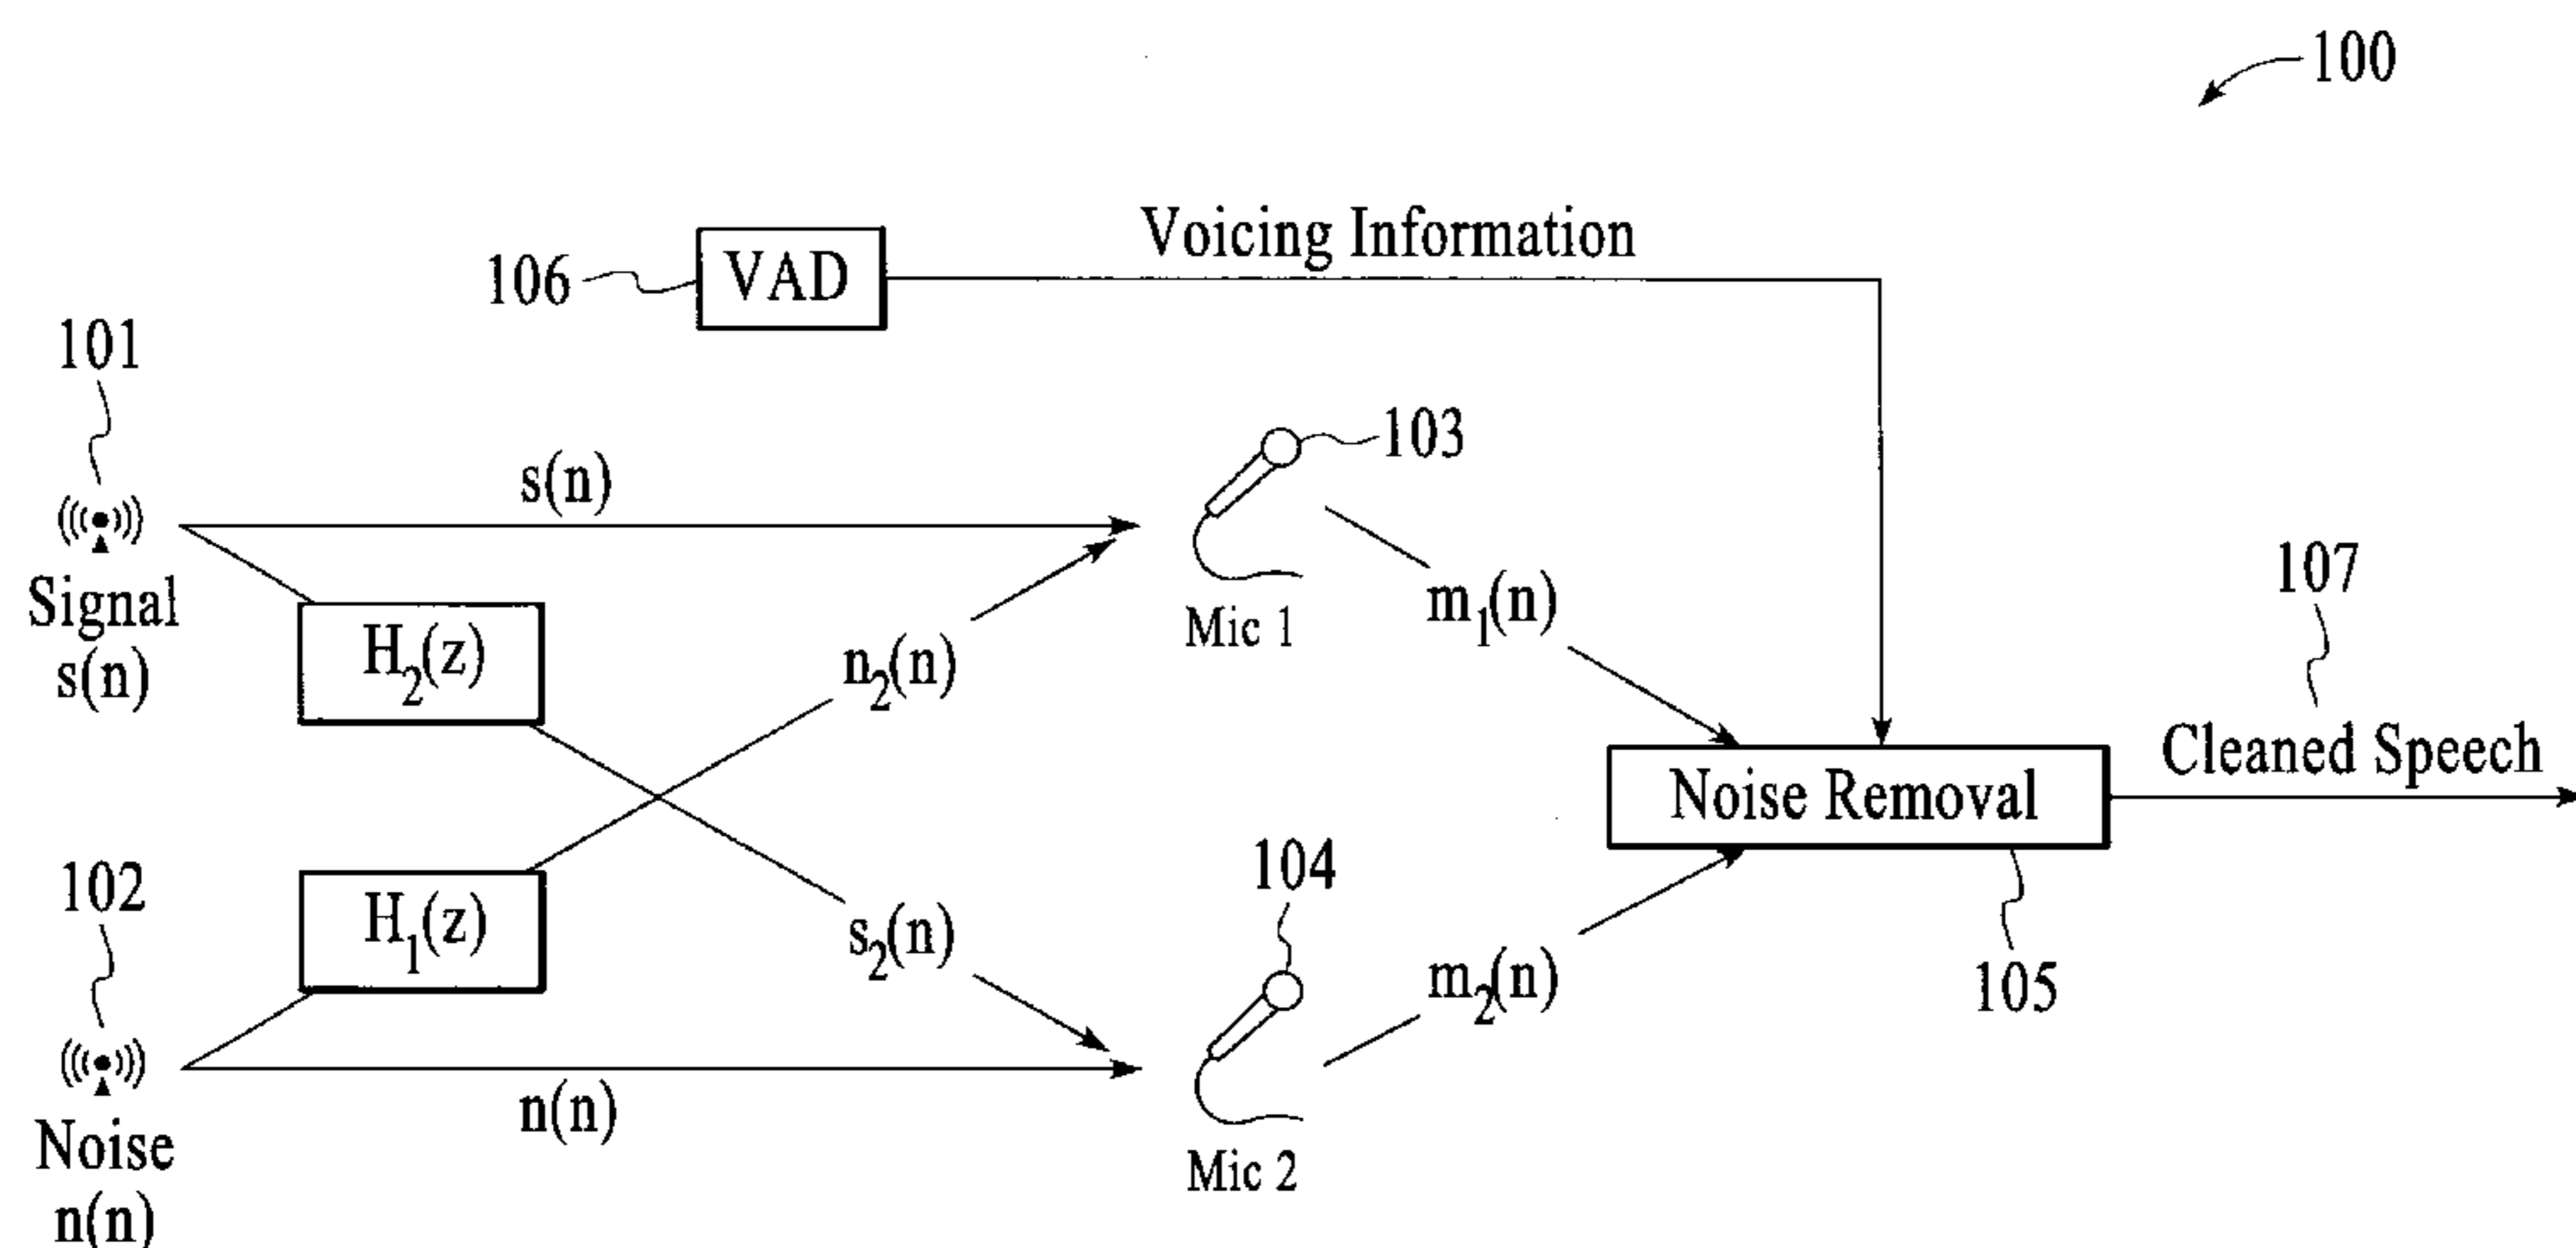 100
Voicing Information
VAD
106
101
103
s(n)
Signal
s(n)
H₂(z)
n₂(n)
Mic 1
m₁(n)
107
Cleaned Speech
Noise Removal
102
104
H₁(z)
s₂(n)
m₂(n)
105
n(n)
Noise
n(n)
Mic 2